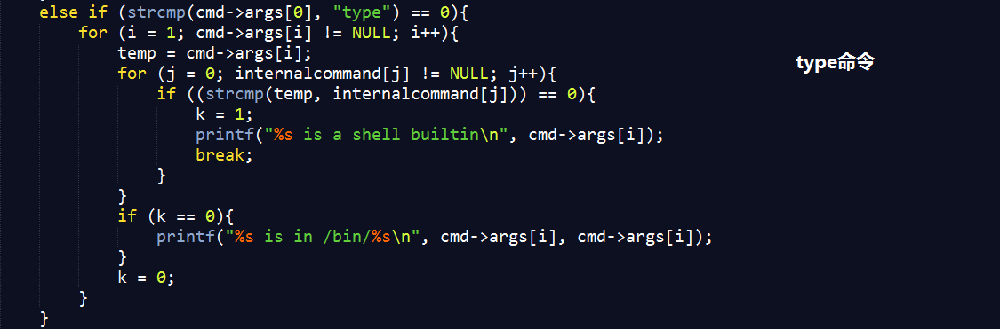 else if (strcmp(cmd->args[0], "type") == 0){
for (i = 1; cmd->args[i] != NULL; i++){
temp = cmd->args[i];
type命令
for (j = 0; internalcommand[j] != NULL; j++){
if ((strcmp(temp, internalcommand[j])) == 0){
k = 1;
printf("%s is a shell builtin\n", cmd->args[i]);
break;
}
}
if (k == 0){
printf("%s is in /bin/%s\n", cmd->args[i], cmd->args[i]);
}
k = 0;
}
}